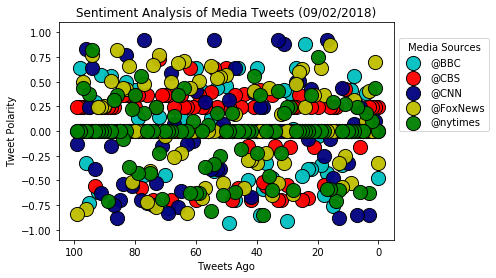 Sentiment Analysis of Media Tweets (09/02/2018)
Tweet Polarity
1.00
0.75
0.50
0.25
0.00
−0.25
−0.50
−0.75
−1.00
100
80
60
40
20
0
Tweets Ago
Media Sources
@BBC
@CBS
@CNN
@FoxNews
@nytimes